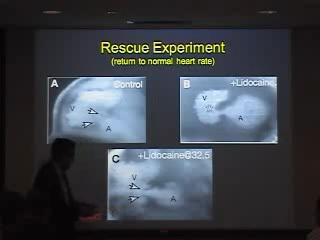 Rescue Experiment
(return to normal heart rate)
A
Control
V
A
B
+Lidocaine
V
A
C
+Lidocaine@32.5
V
A